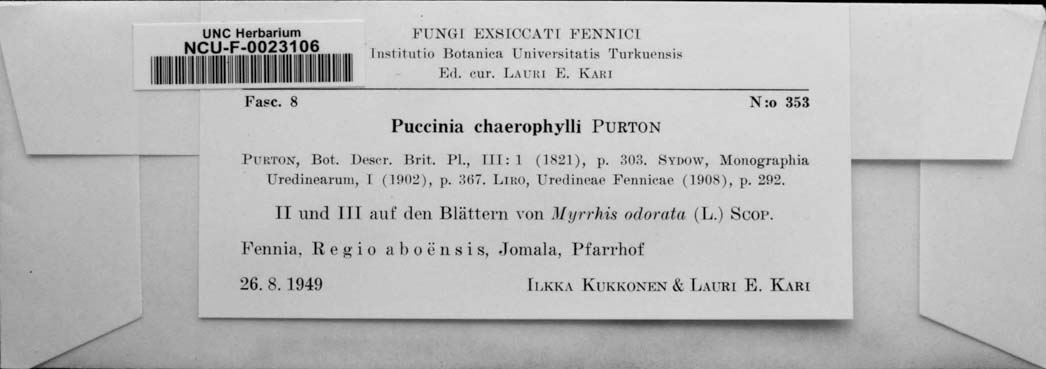 UNC Herbarium
NCU-F-0023106
FUNGI EXSICCATI FENNICI
Institutio Botanica Universitatis Turkuensis
Ed. cur. LAURI E. KARI
Fasc. 8 N:o 353
Puccinia chaerophylli PURTON
PURTON, Bot. Descr. Brit. Pl., III: 1 (1821), p. 303. SYDOW, Monographia
Uredinearum, I (1902), p. 367. LIRO, Uredineae Fennicae (1908), p. 292.
II und III auf den Blättern von Myrrhis odorata (L.) SCOP.
Fennia, Regio aboënsis, Jomala, Pfarrhof
26. 8. 1949 ILKKA KUKKONEN & LAURI E. KARI